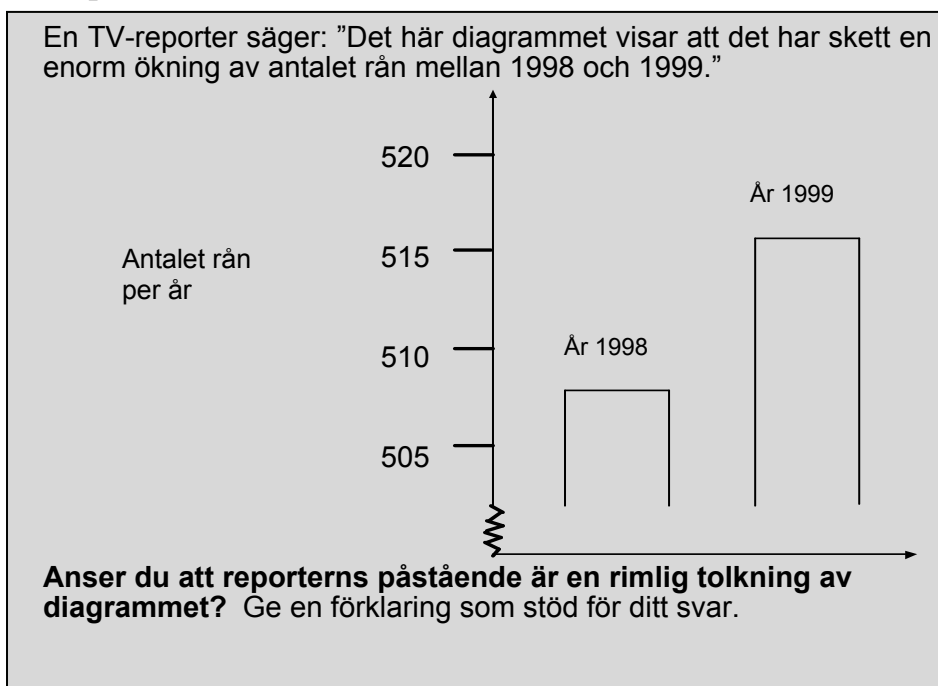 En TV-reporter säger: ”Det här diagrammet visar att det har skett en
enorm ökning av antalet rån mellan 1998 och 1999.”
520
År 1999
Antalet rån
per år
515
510
År 1998
505
Anser du att reporterns påstående är en rimlig tolkning av
diagrammet? Ge en förklaring som stöd för ditt svar.